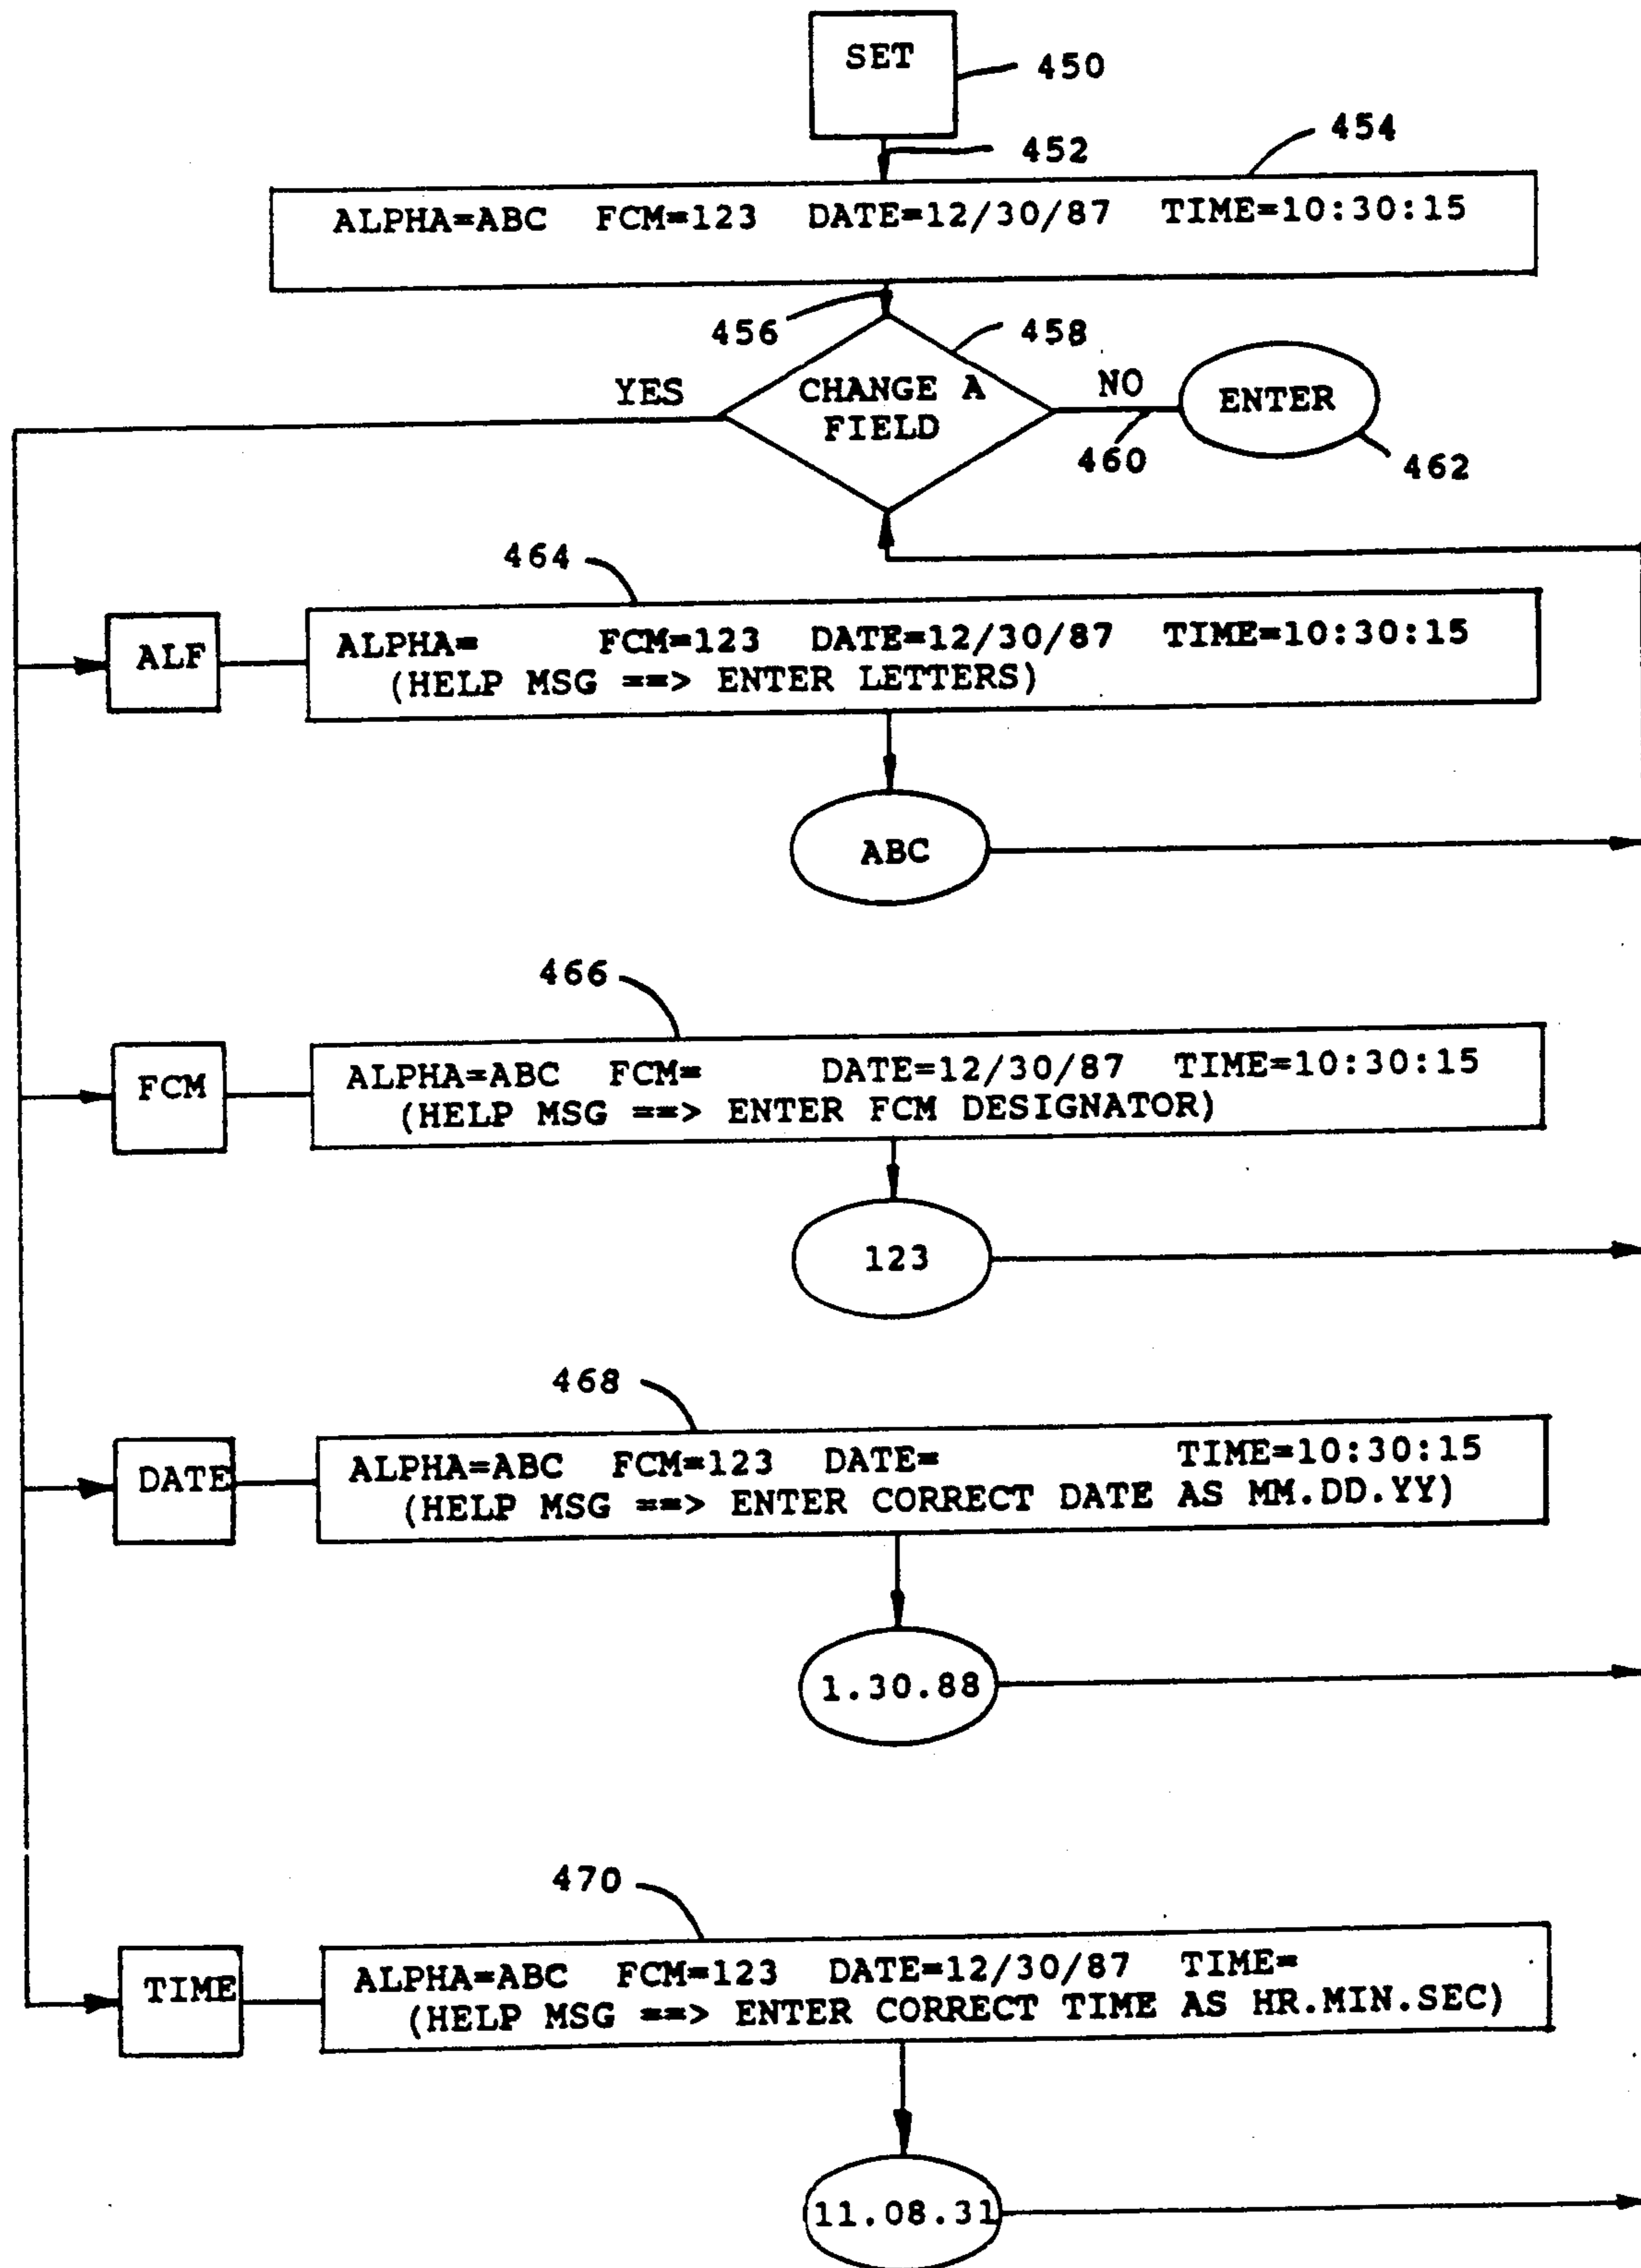 SET
450
452
454
ALPHA=ABC FCM=123 DATE=12/30/87 TIME=10:30:15
456
458
YES
CHANGE A
FIELD
NO
ENTER
460
462
464
ALF
ALPHA= FCM=123 DATE=12/30/87 TIME=10:30:15
(HELP MSG ==> ENTER LETTERS)
ABC
466
FCM
ALPHA=ABC FCM= DATE=12/30/87 TIME=10:30:15
(HELP MSG ==> ENTER FCM DESIGNATOR)
123
468
DATE
ALPHA=ABC FCM=123 DATE= TIME=10:30:15
(HELP MSG ==> ENTER CORRECT DATE AS MM.DD.YY)
1.30.88
470
TIME
ALPHA=ABC FCM=123 DATE=12/30/87 TIME=
(HELP MSG ==> ENTER CORRECT TIME AS HR.MIN.SEC)
11.08.31